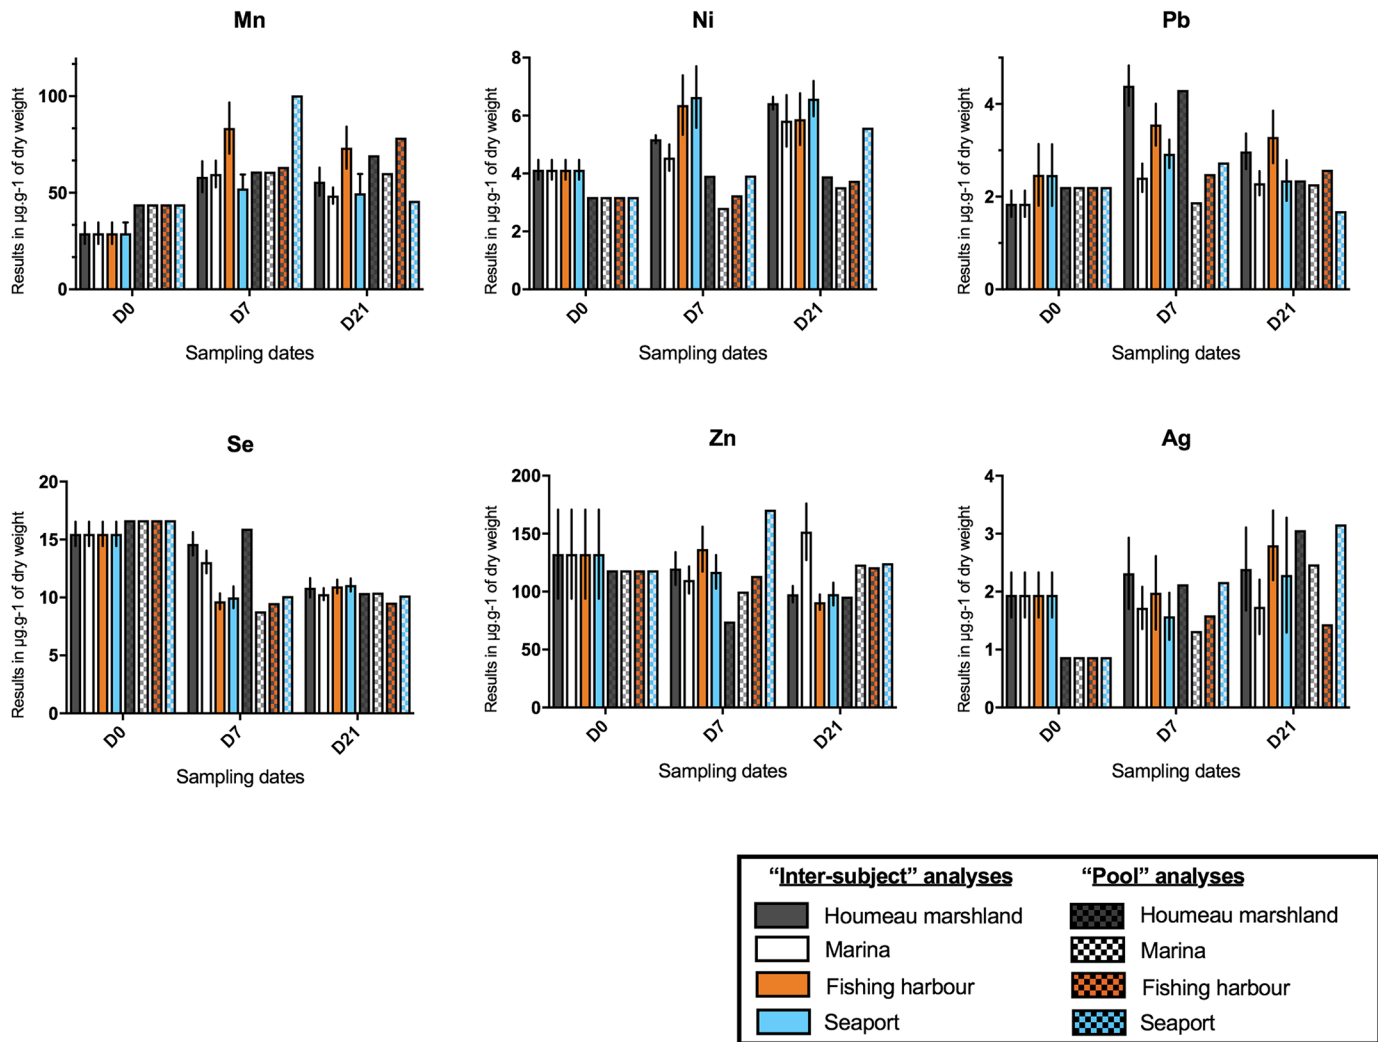 Mn
Results in µg.g-1 of dry weight
100
50
0
D0
D7
D21
Sampling dates
Ni
Results in µg.g-1 of dry weight
8
6
4
2
0
D0
D7
D21
Sampling dates
Pb
Results in µg.g-1 of dry weight
4
2
0
D0
D7
D21
Sampling dates
Se
Results in µg.g-1 of dry weight
20
15
10
5
0
D0
D7
D21
Sampling dates
Zn
Results in µg.g-1 of dry weight
200
150
100
50
0
D0
D7
D21
Sampling dates
Ag
Results in µg.g-1 of dry weight
4
3
2
1
0
D0
D7
D21
Sampling dates
“Inter-subject” analyses
Houmeau marshland
Marina
Fishing harbour
Seaport
“Pool” analyses
Houmeau marshland
Marina
Fishing harbour
Seaport